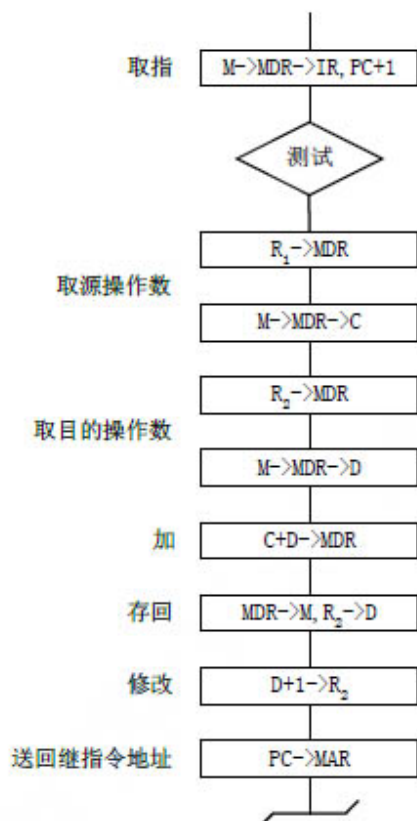 取指 M->MDR->IR,PC+1
测试
R₁->MDR
取源操作数
M->MDR->C
R₂->MDR
取目的操作数
M->MDR->D
加 C+D->MDR
存回 MDR->M,R₂->D
修改 D+1->R₂
送回继指令地址 PC->MAR